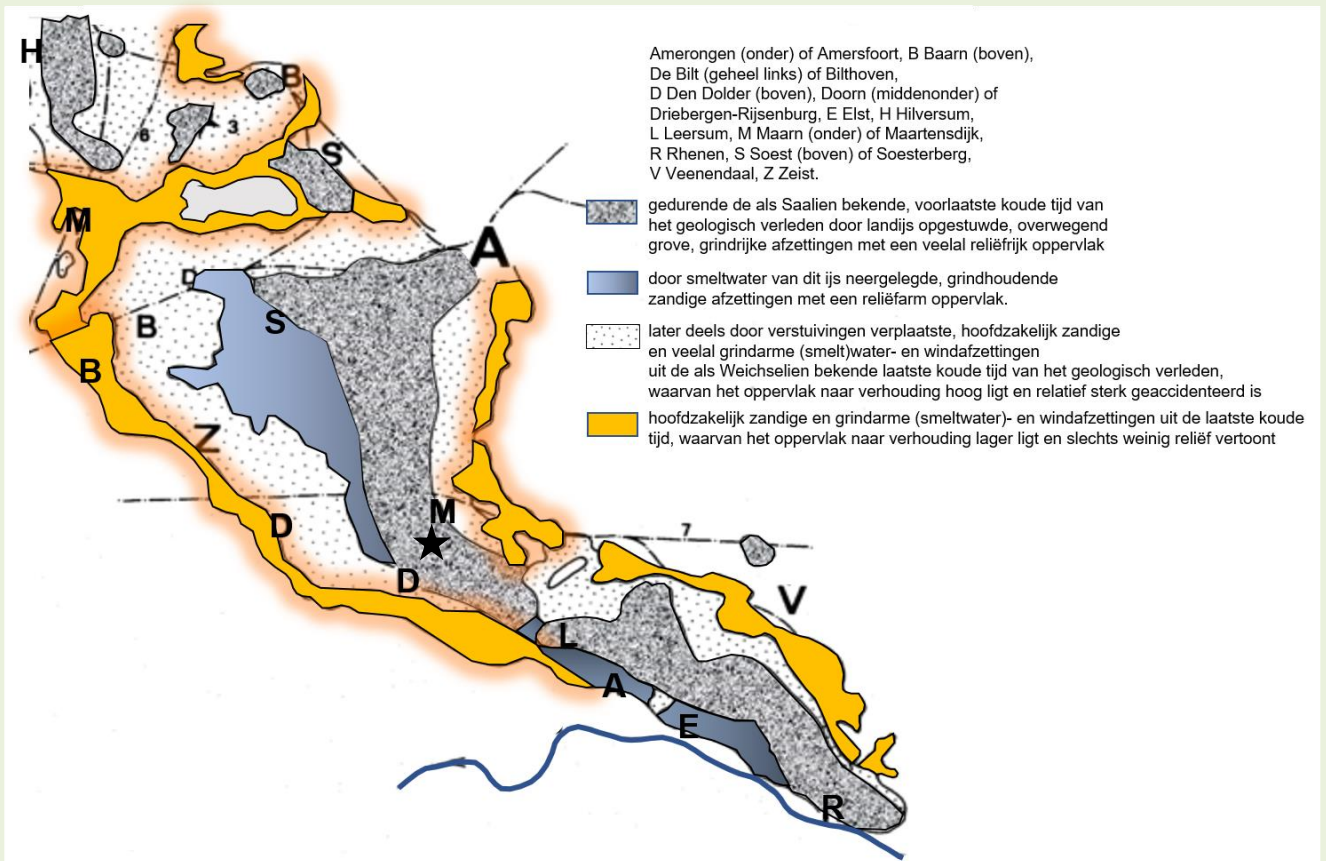 Amerongen (onder) of Amersfoort, B Baarn (boven),
De Bilt (geheel links) of Bilthoven,
D Den Dolder (boven), Doorn (middenonder) of
Driebergen-Rijsenburg, E Elst, H Hilversum,
L Leersum, M Maarn (onder) of Maartensdijk,
R Rhenen, S Soest (boven) of Soesterberg,
V Veenendaal, Z Zeist.
gedurende de als Saalien bekende, voorlaatste koude tijd van
het geologisch verleden door landijs opgestuwde, overwegend
grove, grindrijke afzettingen met een veelal reliëfrijk oppervlak
door smeltwater van dit ijs neergelegde, grindhoudende
zandige afzettingen met een reliëfarm oppervlak.
later deels door verstuivingen verplaatste, hoofdzakelijk zandige
en veelal grindarme (smelt)water- en windafzettingen
uit de als Weichselien bekende laatste koude tijd van het geologisch verleden,
waarvan het oppervlak naar verhouding hoog ligt en relatief sterk geaccidenteerd is
hoofdzakelijk zandige en grindarme (smeltwater)- en windafzettingen uit de laatste koude
tijd, waarvan het oppervlak naar verhouding lager ligt en slechts weinig reliëf vertoont
H
B
6
3
S
M
A
D
B
S
B
Z
M
D
7
D
V
L
A
E
R